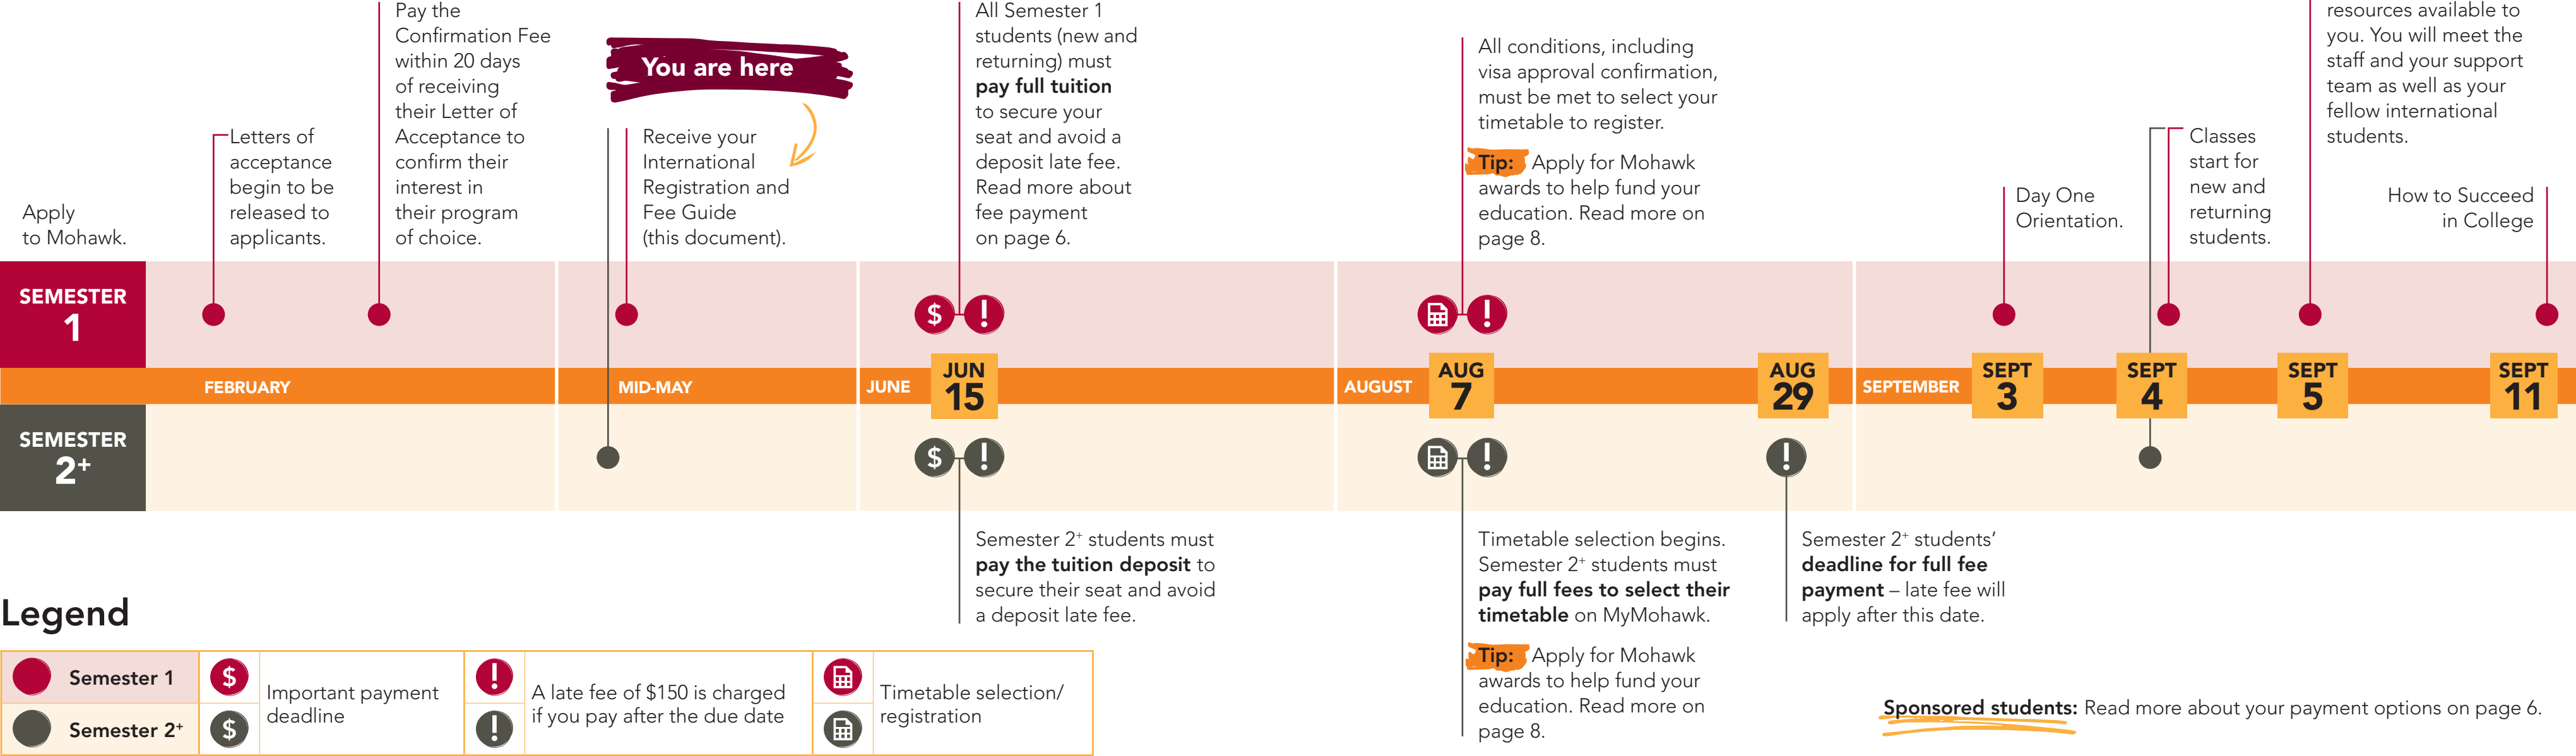 Apply
to Mohawk.
Letters of
acceptance
begin to be
released to
applicants.
Pay the
Confirmation Fee
within 20 days
of receiving
their Letter of
Acceptance to
confirm their
interest in
their program
of choice.
You are here
Receive your
International
Registration and
Fee Guide
(this document).
All Semester 1
students (new and
returning) must
pay full tuition
to secure your
seat and avoid a
deposit late fee.
Read more about
fee payment
on page 6.
All conditions, including
visa approval confirmation,
must be met to select your
timetable to register.
Tip: Apply for Mohawk
awards to help fund your
education. Read more on
page 8.
Day One
Orientation.
Classes
start for
new and
returning
students.
resources available to
you. You will meet the
staff and your support
team as well as your
fellow international
students.
How to Succeed
in College
SEMESTER
1
$ !
!
FEBRUARY
MID-MAY
JUNE
JUN
15
AUGUST
AUG
7
AUG
29
SEPTEMBER
SEPT
3
SEPT
4
SEPT
5
SEPT
11
SEMESTER
2+
$ !
!
!
Semester 2+ students must
pay the tuition deposit to
secure their seat and avoid
a deposit late fee.
Timetable selection begins.
Semester 2+ students must
pay full fees to select their
timetable on MyMohawk.
Tip: Apply for Mohawk
awards to help fund your
education. Read more on
page 8.
Semester 2+ students’
deadline for full fee
payment – late fee will
apply after this date.
Legend
Semester 1
Semester 2+
$
$
Important payment
deadline
!
!
A late fee of $150 is charged
if you pay after the due date
Timetable selection/
registration
Sponsored students: Read more about your payment options on page 6.